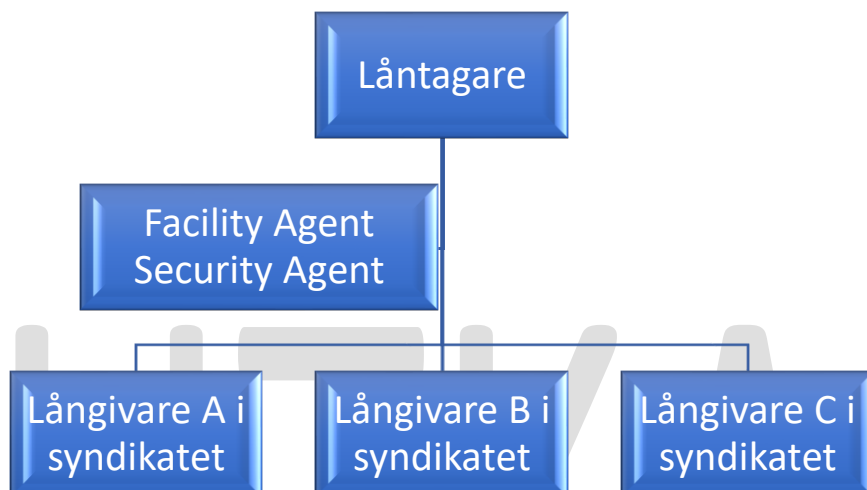 Låntagare
Facility Agent
Security Agent
Långivare A i
syndikatet
Långivare B i
syndikatet
Långivare C i
syndikatet